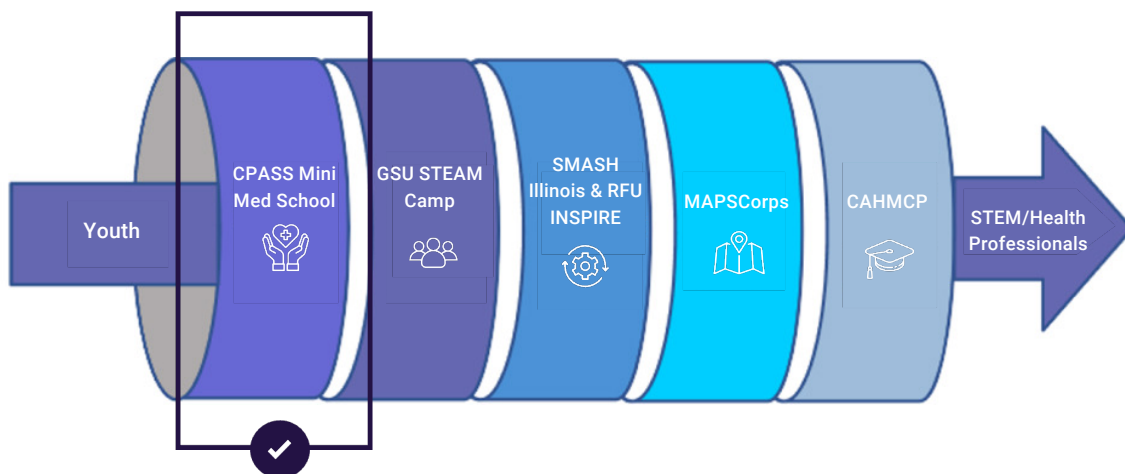 Youth
CPASS Mini
Med School
GSU STEAM
Camp
SMASH
Illinois & RFU
INSPIRE
MAPSCorps
CAHMCP
STEM/Health
Professionals